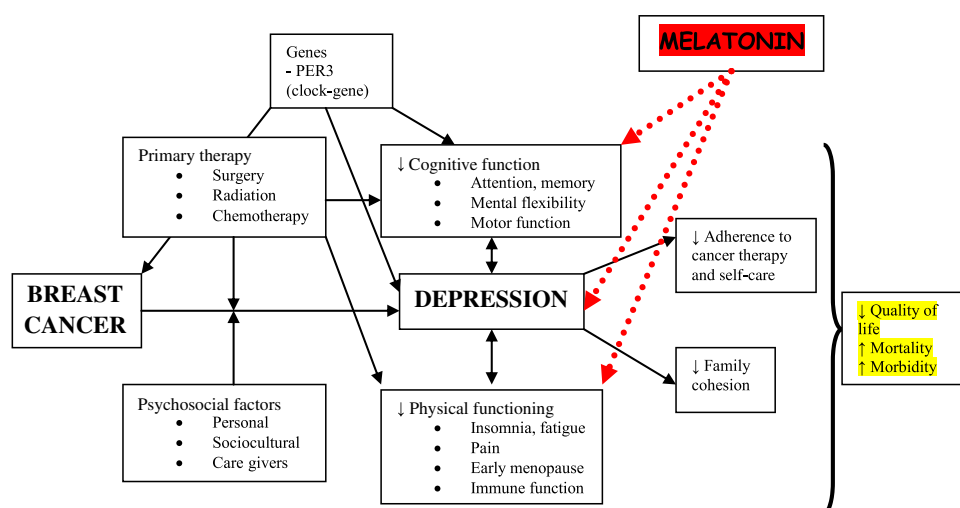 MELATONIN
Genes
- PER3
(clock-gene)
Primary therapy
• Surgery
• Radiation
• Chemotherapy
↓ Cognitive function
• Attention, memory
• Mental flexibility
• Motor function
↓ Adherence to
cancer therapy
and self-care
BREAST
CANCER
DEPRESSION
↓ Quality of
life
↑ Mortality
↑ Morbidity
↓ Family
cohesion
Psychosocial factors
• Personal
• Sociocultural
• Care givers
↓ Physical functioning
• Insomnia, fatigue
• Pain
• Early menopause
• Immune function